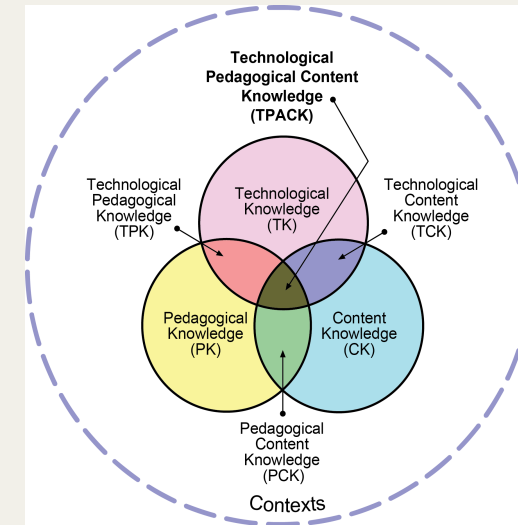 Technological
Pedagogical Content
Knowledge
(TPACK)
Technological
Pedagogical
Knowledge
(TPK)
Technological
Knowledge
(TK)
Technological
Content
Knowledge
(TCK)
Pedagogical
Knowledge
(PK)
Content
Knowledge
(CK)
Pedagogical
Content
Knowledge
(PCK)
Contexts